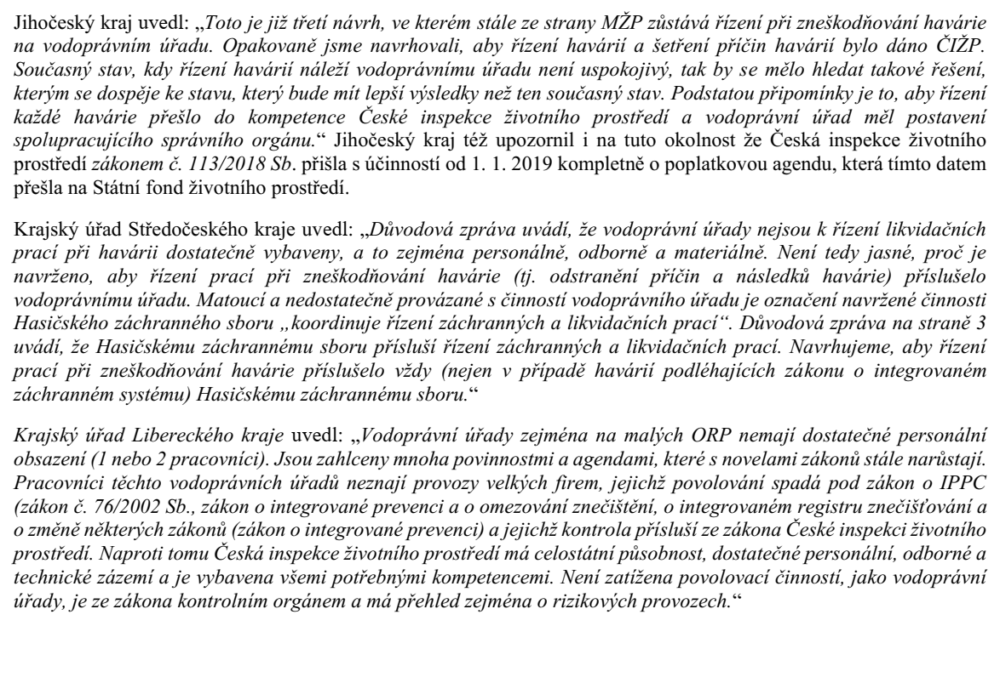 Jihočeský kraj uvedl: „Toto je již třetí návrh, ve kterém stále ze strany MŽP zůstává řízení při zneškodňování havárie
na vodoprávním úřadu. Opakovaně jsme navrhovali, aby řízení havárií a šetření příčin havárií bylo dáno ČIŽP.
Současný stav, kdy řízení havárií náleží vodoprávnímu úřadu není uspokojivý, tak by se mělo hledat takové řešení,
kterým se dospěje ke stavu, který bude mít lepší výsledky než ten současný stav. Podstatou připomínky je to, aby řízení
každé havárie přešlo do kompetence České inspekce životního prostředí a vodoprávní úřad měl postavení
spolupracujícího správního orgánu.“ Jihočeský kraj též upozornil i na tuto okolnost že Česká inspekce životního
prostředí zákonem č. 113/2018 Sb. přišla s účinností od 1. 1. 2019 kompletně o poplatkovou agendu, která tímto datem
přešla na Státní fond životního prostředí.
Krajský úřad Středočeského kraje uvedl: „Důvodová zpráva uvádí, že vodoprávní úřady nejsou k řízení likvidačních
prací při havárii dostatečně vybaveny, a to zejména personálně, odborně a materiálně. Není tedy jasné, proč je
navrženo, aby řízení prací při zneškodňování havárie (tj. odstranění příčin a následků havárie) příslušelo
vodoprávnímu úřadu. Matoucí a nedostatečně provázané s činností vodoprávního úřadu je označení navržené činnosti
Hasičského záchranného sboru „koordinuje řízení záchranných a likvidačních prací“. Důvodová zpráva na straně 3
uvádí, že Hasičskému záchrannému sboru přísluší řízení záchranných a likvidačních prací. Navrhujeme, aby řízení
prací při zneškodňování havárie příslušelo vždy (nejen v případě havárií podléhajících zákonu o integrovaném
záchranném systému) Hasičskému záchrannému sboru.“
Krajský úřad Libereckého kraje uvedl: „Vodoprávní úřady zejména na malých ORP nemají dostatečné personální
obsazení (1 nebo 2 pracovníci). Jsou zahlceny mnoha povinnostmi a agendami, které s novelami zákonů stále narůstají.
Pracovníci těchto vodoprávních úřadů neznají provozy velkých firem, jejichž povolování spadá pod zákon o IPPC
(zákon č. 76/2002 Sb., zákon o integrované prevenci a o omezování znečištění, o integrovaném registru znečišťování a
o změně některých zákonů (zákon o integrované prevenci) a jejichž kontrola přísluší ze zákona České inspekci životního
prostředí. Naproti tomu Česká inspekce životního prostředí má celostátní působnost, dostatečné personální, odborné a
technické zázemí a je vybavena všemi potřebnými kompetencemi. Není zatížena povolovací činností, jako vodoprávní
úřady, je ze zákona kontrolním orgánem a má přehled zejména o rizikových provozech.“